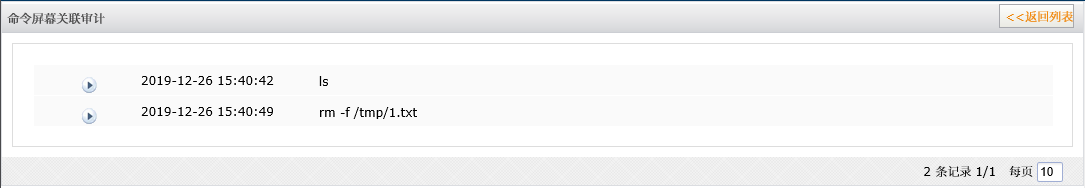 命令屏幕关联审计
<<返回列表
2019-12-26 15:40:42 ls
2019-12-26 15:40:49 rm -f /tmp/1.txt
2 条记录 1/1 每页 10